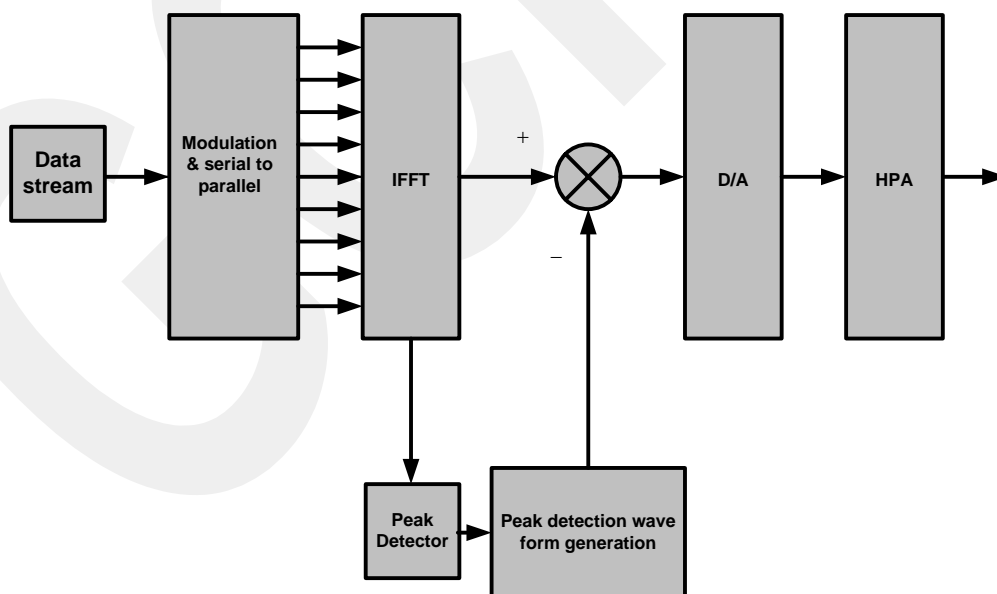 Data
stream
Modulation
& serial to
parallel
IFFT
+
−
D/A
HPA
Peak
Detector
Peak detection wave
form generation